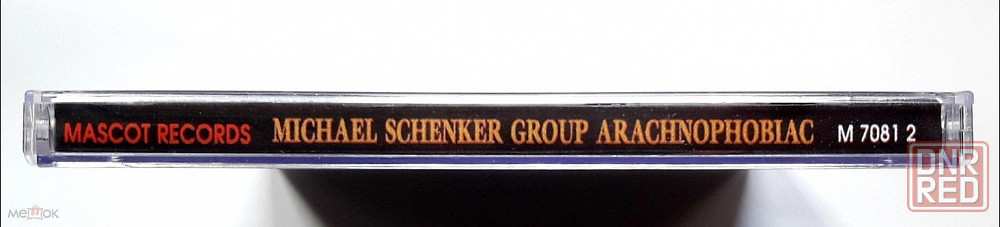 MASCOT RECORDS MICHAEL SCHENKER GROUP ARACHNOPHOBIAC M 7081 2
DNR
RED
мешок